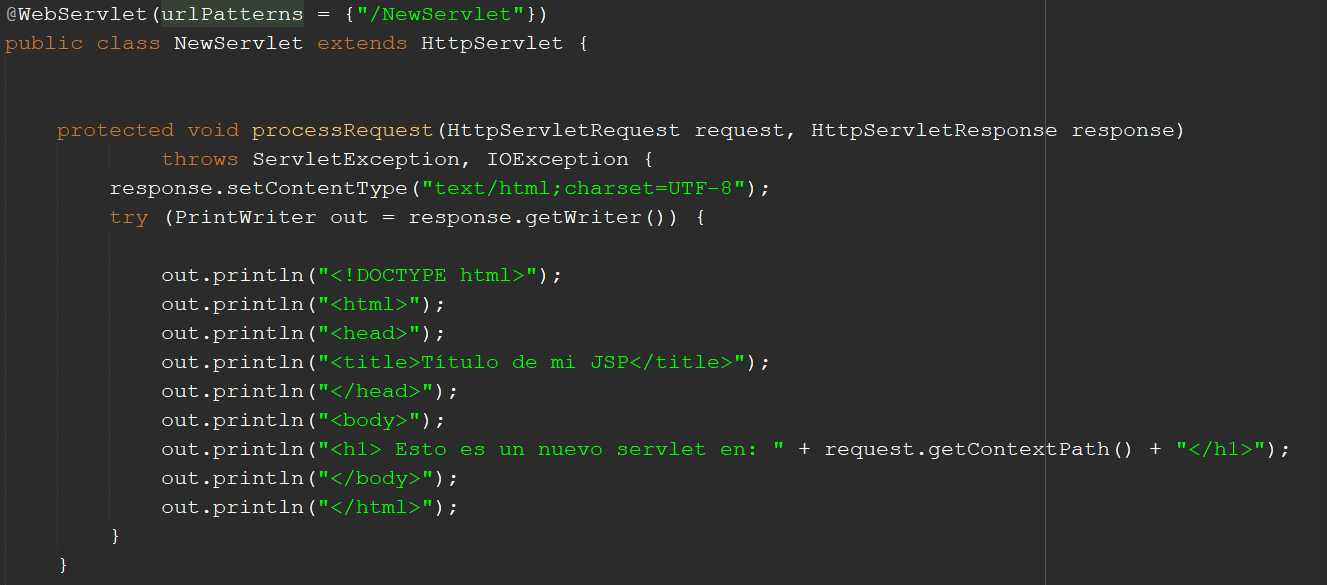 @WebServlet(urlPatterns = {"/NewServlet"})
public class NewServlet extends HttpServlet {
protected void processRequest(HttpServletRequest request, HttpServletResponse response)
throws ServletException, IOException {
response.setContentType("text/html;charset=UTF-8");
try (PrintWriter out = response.getWriter()) {
out.println("<!DOCTYPE html>");
out.println("<html>");
out.println("<head>");
out.println("<title>Título de mi JSP</title>");
out.println("</head>");
out.println("<body>");
out.println("<h1> Esto es un nuevo servlet en: " + request.getContextPath() + "</h1>");
out.println("</body>");
out.println("</html>");
}
}